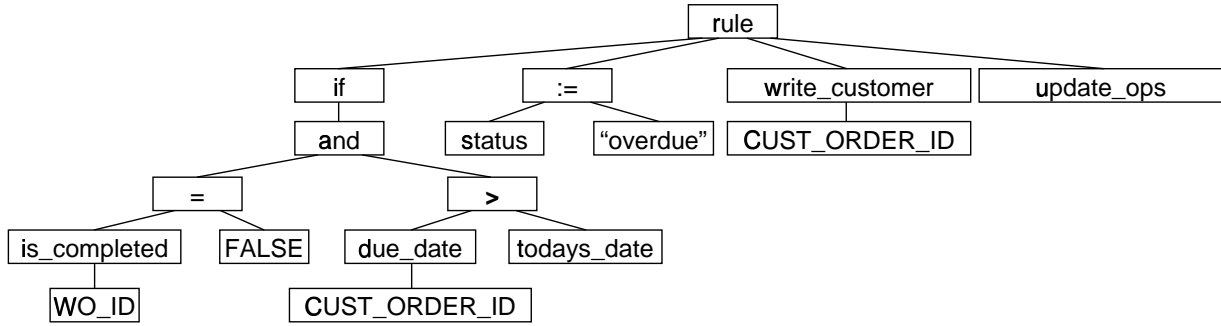 rule
if := write_customer update_ops
and status “overdue” CUST_ORDER_ID
= >
is_completed FALSE due_date todays_date
WO_ID CUST_ORDER_ID